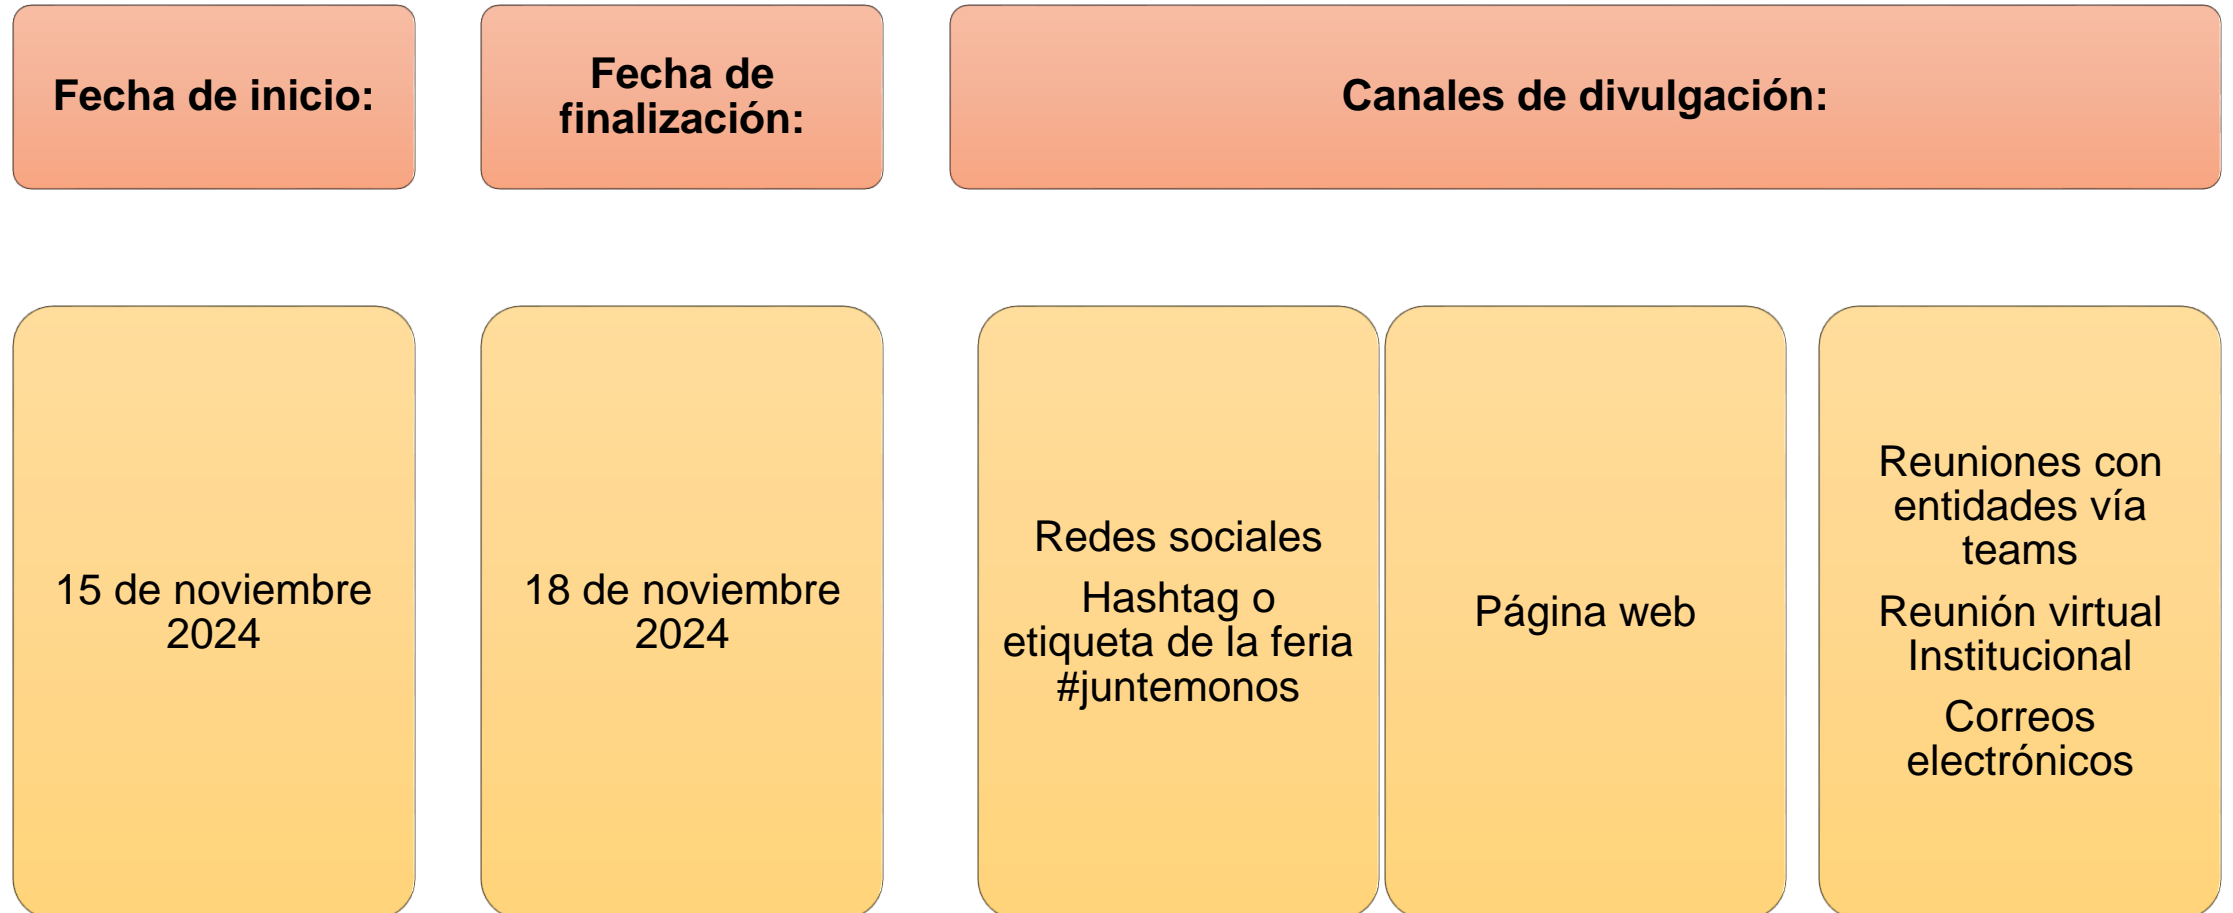 Fecha de inicio:
Fecha de
finalización:
Canales de divulgación:
15 de noviembre
2024
18 de noviembre
2024
Redes sociales
Hashtag o
etiqueta de la feria
#juntemonos
Página web
Reuniones con
entidades vía
teams
Reunión virtual
Institucional
Correos
electrónicos